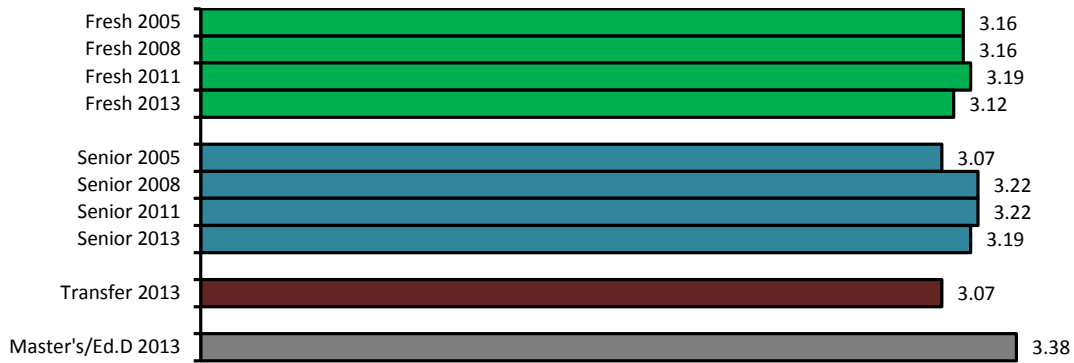 Fresh 2005 3.16
Fresh 2008 3.16
Fresh 2011 3.19
Fresh 2013 3.12
Senior 2005 3.07
Senior 2008 3.22
Senior 2011 3.22
Senior 2013 3.19
Transfer 2013 3.07
Master's/Ed.D 2013 3.38